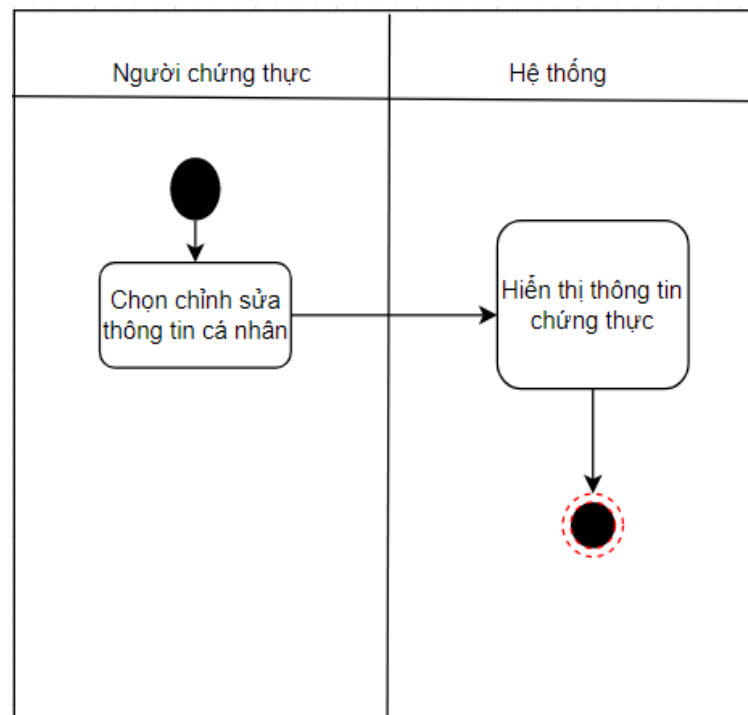 Người chứng thực
Hệ thống
Chọn chỉnh sửa
thông tin cá nhân
Hiển thị thông tin
chứng thực